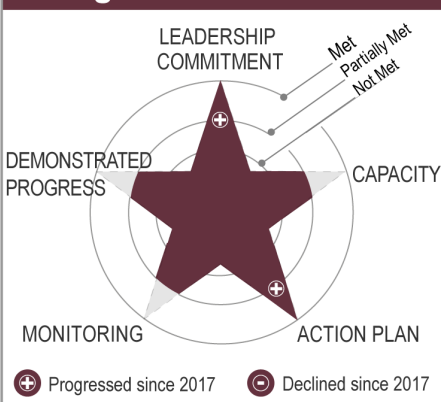 LEADERSHIP
COMMITMENT
Met
Partially Met
Not Met
DEMONSTRATED
PROGRESS
CAPACITY
MONITORING
ACTION PLAN
+ Progressed since 2017
- Declined since 2017